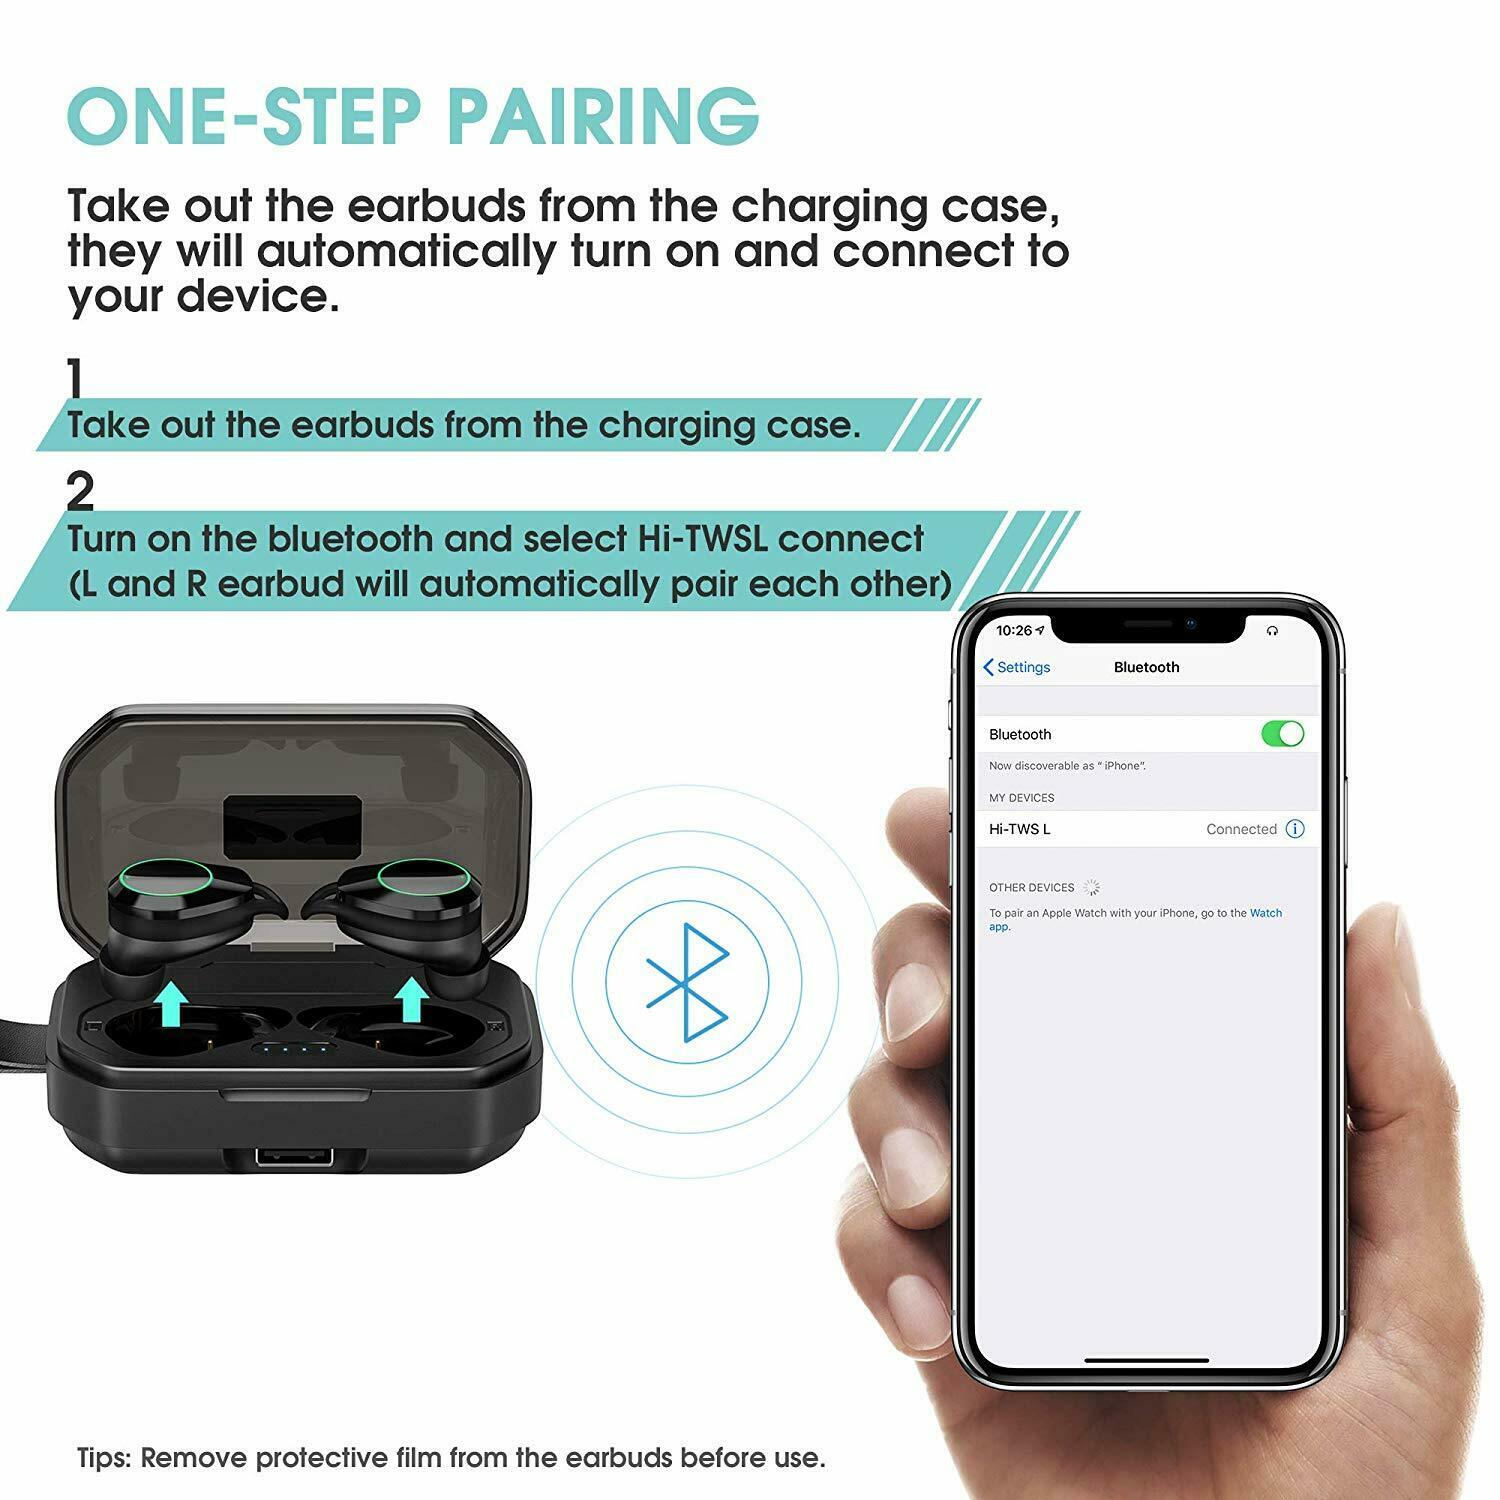 ONE-STEP PAIRING
Take out the earbuds from the charging case,
they will automatically turn on and connect to
your device.
1
Take out the earbuds from the charging case.
2
Turn on the bluetooth and select Hi-TWSL connect
(L and R earbud will automatically pair each other)
10:26
Settings Bluetooth
Bluetooth
Now discoverable as “ iPhone”.
MY DEVICES
Hi-TWS L Connected
OTHER DEVICES
To pair an Apple Watch with your iPhone, go to the Watch
app.
L R
Tips: Remove protective film from the earbuds before use.